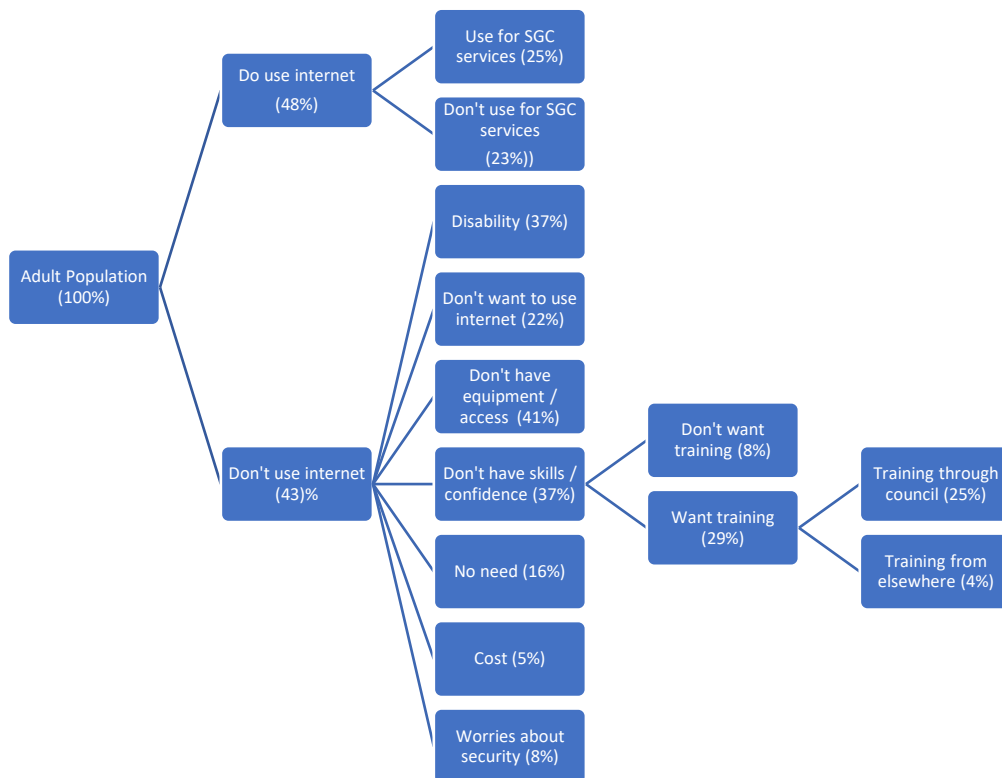 Adult Population
(100%)
Do use internet
(48%)
Use for SGC
services (25%)
Don't use for SGC
services
(23%))
Don't use internet
(43)%
Disability (37%)
Don't want to use
internet (22%)
Don't have
equipment /
access (41%)
Don't have skills /
confidence (37%)
Don't want
training (8%)
Want training
(29%)
Training through
council (25%)
Training from
elsewhere (4%)
No need (16%)
Cost (5%)
Worries about
security (8%)